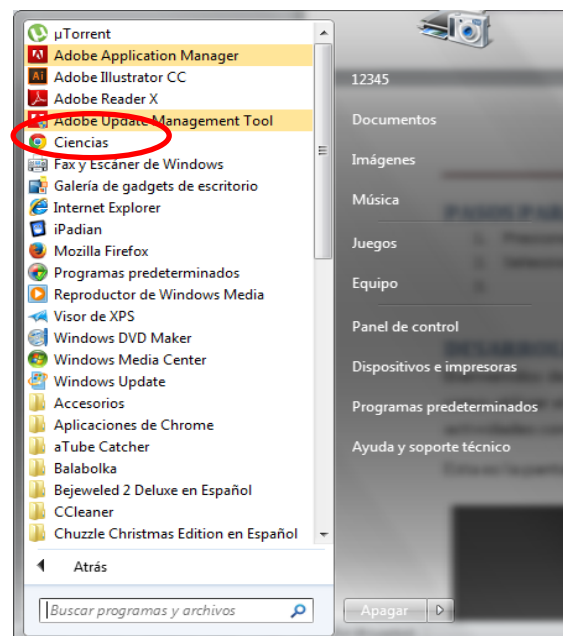 µTorrent
Adobe Application Manager
Adobe Illustrator CC
Adobe Reader X
Adobe Update Management Tool
Ciencias
Fax y Escáner de Windows
Galería de gadgets de escritorio
Internet Explorer
iPadian
Mozilla Firefox
Programas predeterminados
Reproductor de Windows Media
Visor de XPS
Windows DVD Maker
Windows Media Center
Windows Update
Accesorios
Aplicaciones de Chrome
aTube Catcher
Balabolka
Bejeweled 2 Deluxe en Español
CCleaner
Chuzzle Christmas Edition en Español
Atrás
Buscar programas y archivos
12345
Documentos
Imágenes
Música
Juegos
Equipo
Panel de control
Dispositivos e impresoras
Programas predeterminados
Ayuda y soporte técnico
Apagar